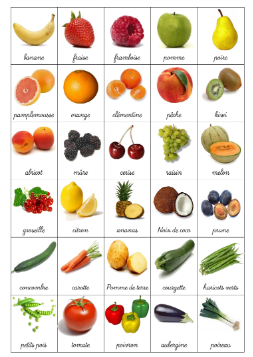 banane fraise framboise pomme poire
pamplemousse orange clémentine pêche kiwi
abricot mûre cerise raisin melon
groseille citron ananas Noix de coco prune
concombre carotte Pomme de terre courgette haricots verts
petits pois tomate poivron aubergine poireau